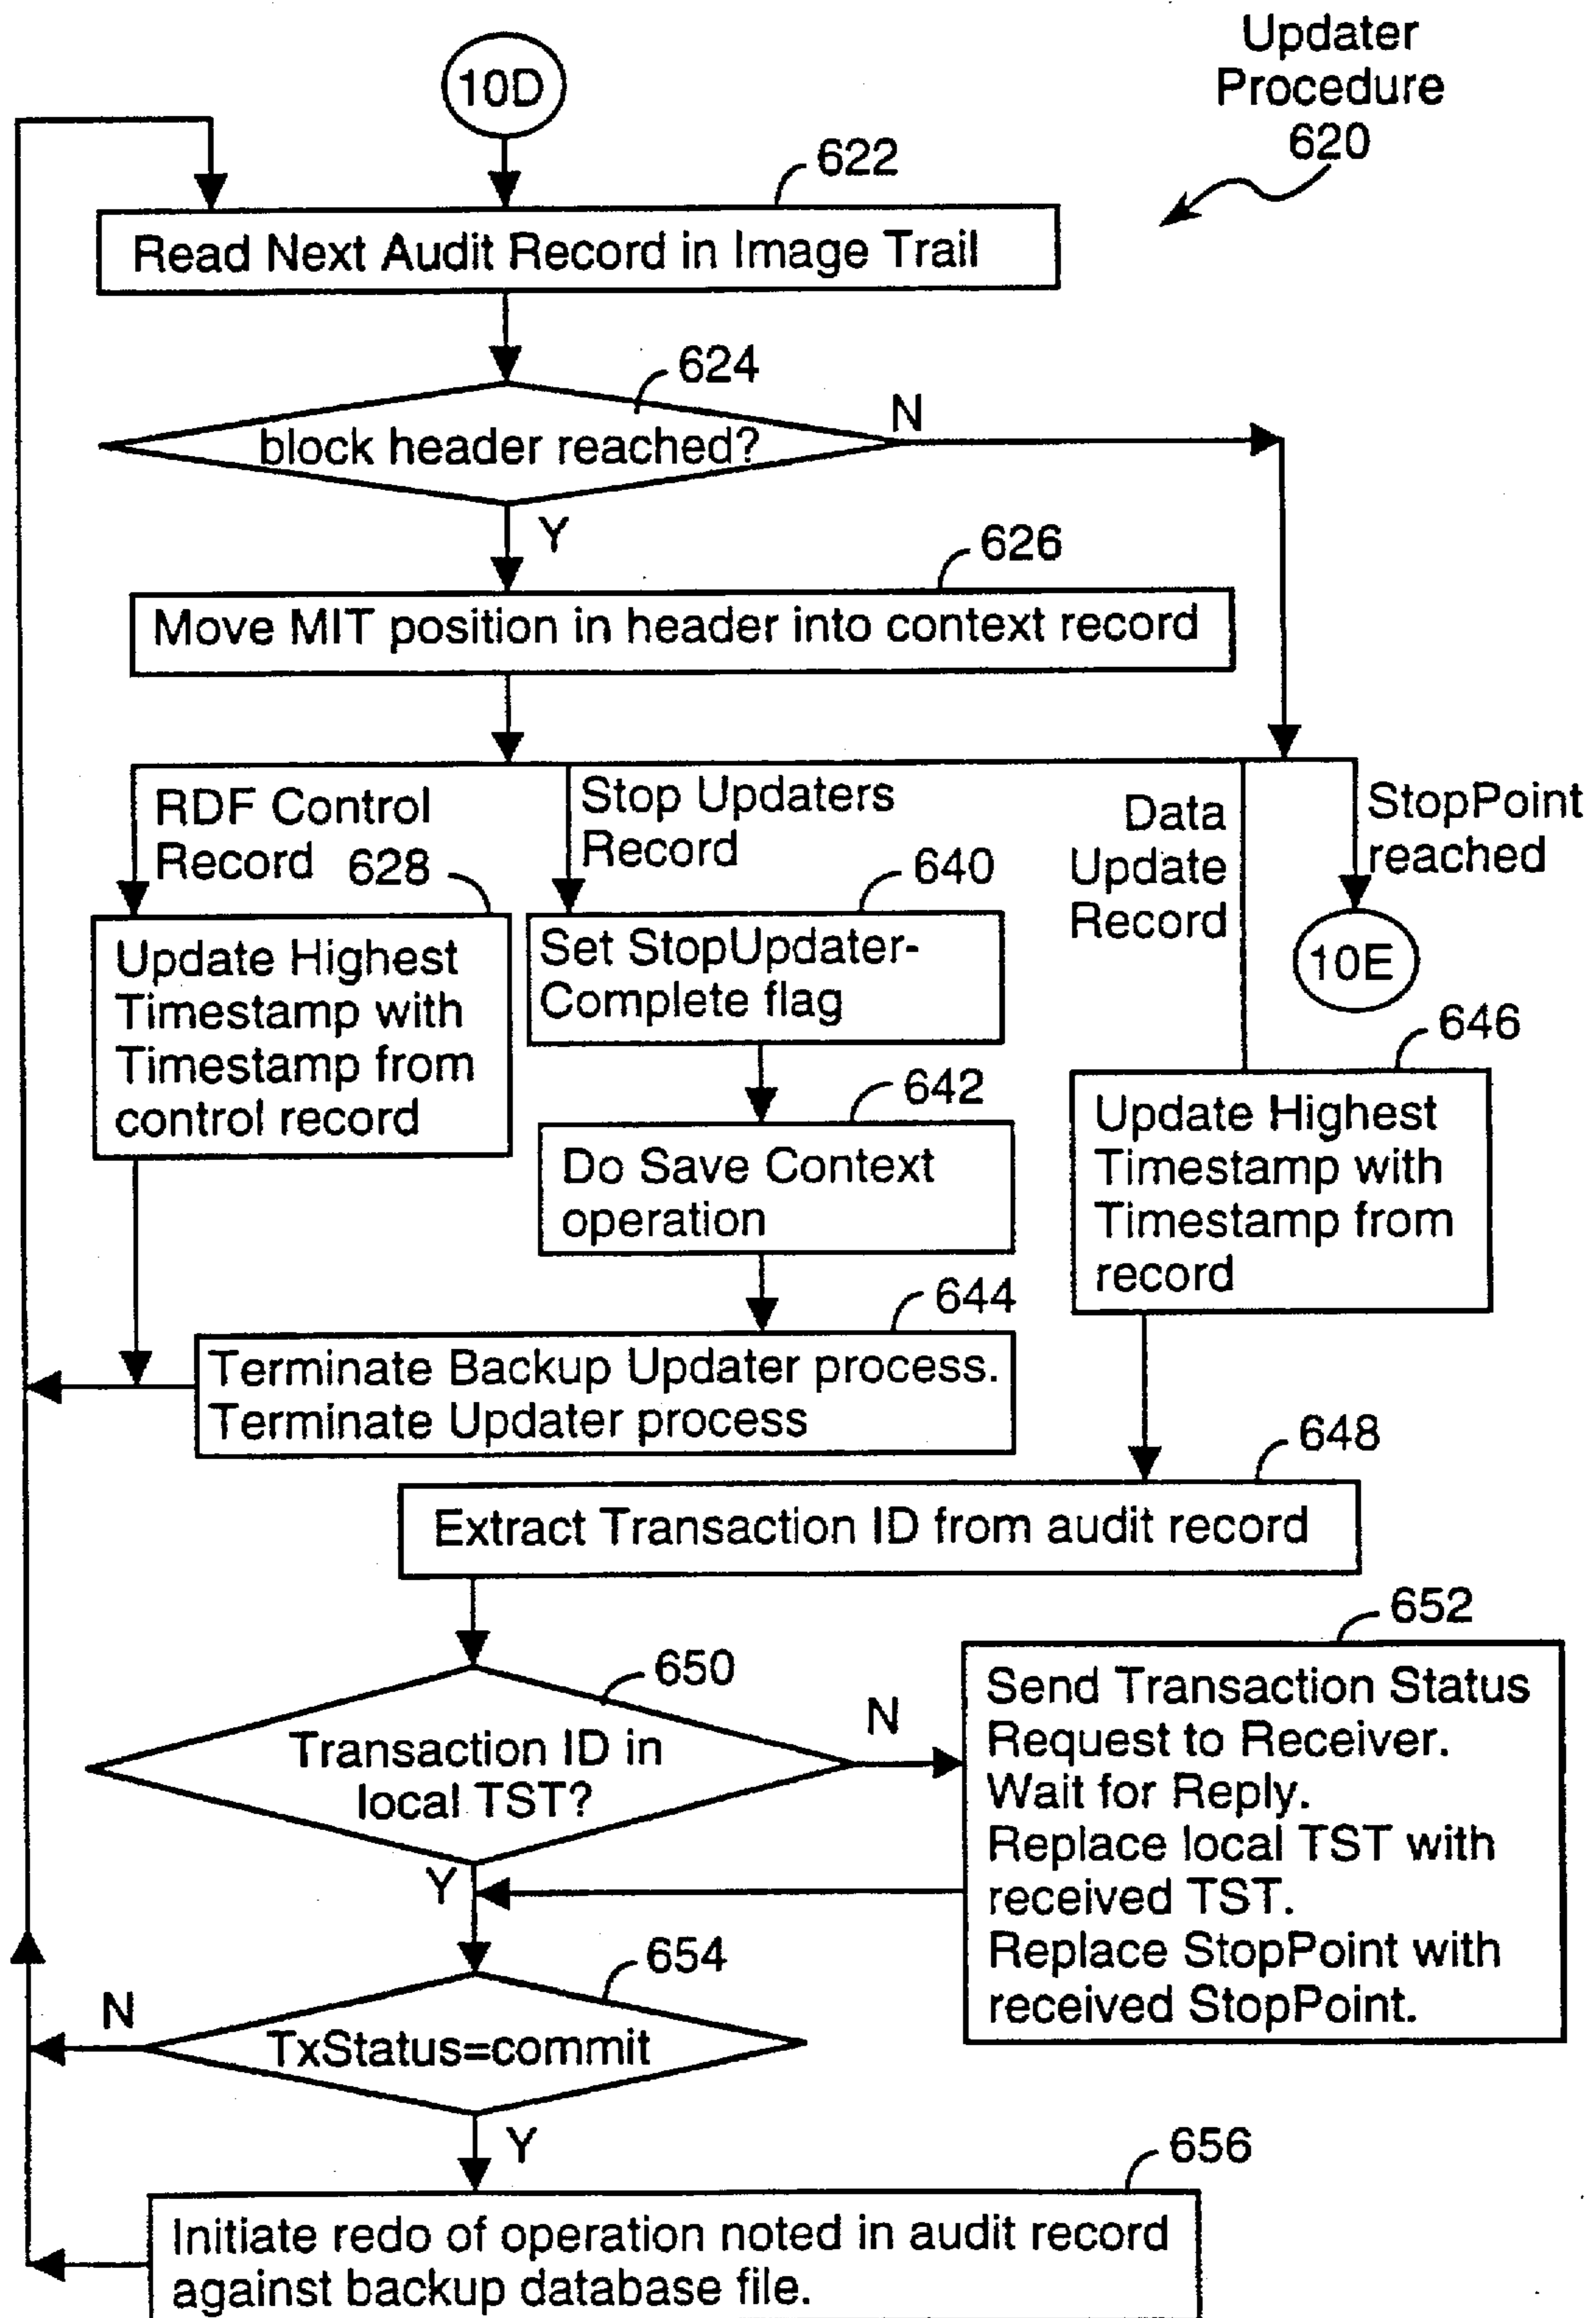 Updater
Procedure
620
10D
622
Read Next Audit Record in Image Trail
624
block header reached?
N
Y
626
Move MIT position in header into context record
RDF Control
Record
628
Stop Updaters
Record
640
Data
Update
Record
StopPoint
reached
10E
Update Highest
Timestamp with
Timestamp from
control record
Set StopUpdater-
Complete flag
642
Do Save Context
operation
644
Terminate Backup Updater process.
Terminate Updater process
646
Update Highest
Timestamp with
Timestamp from
record
648
Extract Transaction ID from audit record
650
Transaction ID in
local TST?
N
Y
652
Send Transaction Status
Request to Receiver.
Wait for Reply.
Replace local TST with
received TST.
Replace StopPoint with
received StopPoint.
654
TxStatus=commit
N
Y
656
Initiate redo of operation noted in audit record
against backup database file.